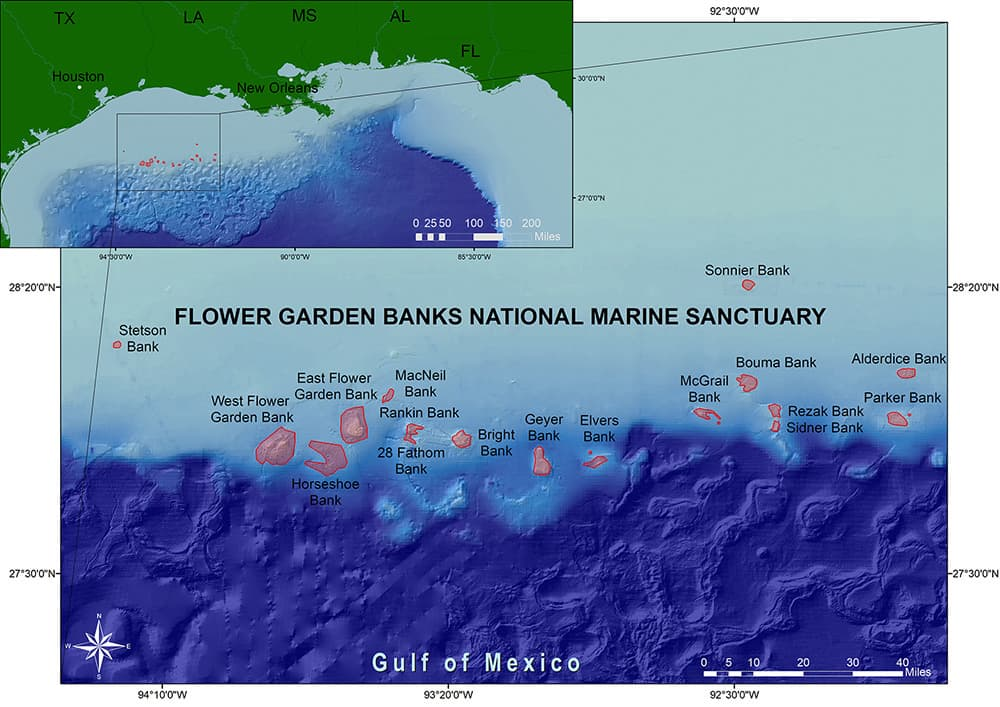 TX
LA
MS
AL
FL
Houston
New Orleans
30°0'0"N
27°0'0"N
0 25 50 100 150 200
Miles
94°30'0"W
90°0'0"W
85°30'0"W
92°30'0"W
28°20'0"N
28°20'0"N
Sonnier Bank
FLOWER GARDEN BANKS NATIONAL MARINE SANCTUARY
Stetson
Bank
West Flower
Garden Bank
East Flower
Garden Bank
MacNeil
Bank
Rankin Bank
28 Fathom
Bank
Horseshoe
Bank
Bright
Bank
Geyer
Bank
Elvers
Bank
McGrail
Bank
Bouma Bank
Rezak Bank
Sidner Bank
Alderdice Bank
Parker Bank
27°30'0"N
27°30'0"N
N
W
E
S
Gulf of Mexico
0 5 10 20 30 40
Miles
94°10'0"W
93°20'0"W
92°30'0"W